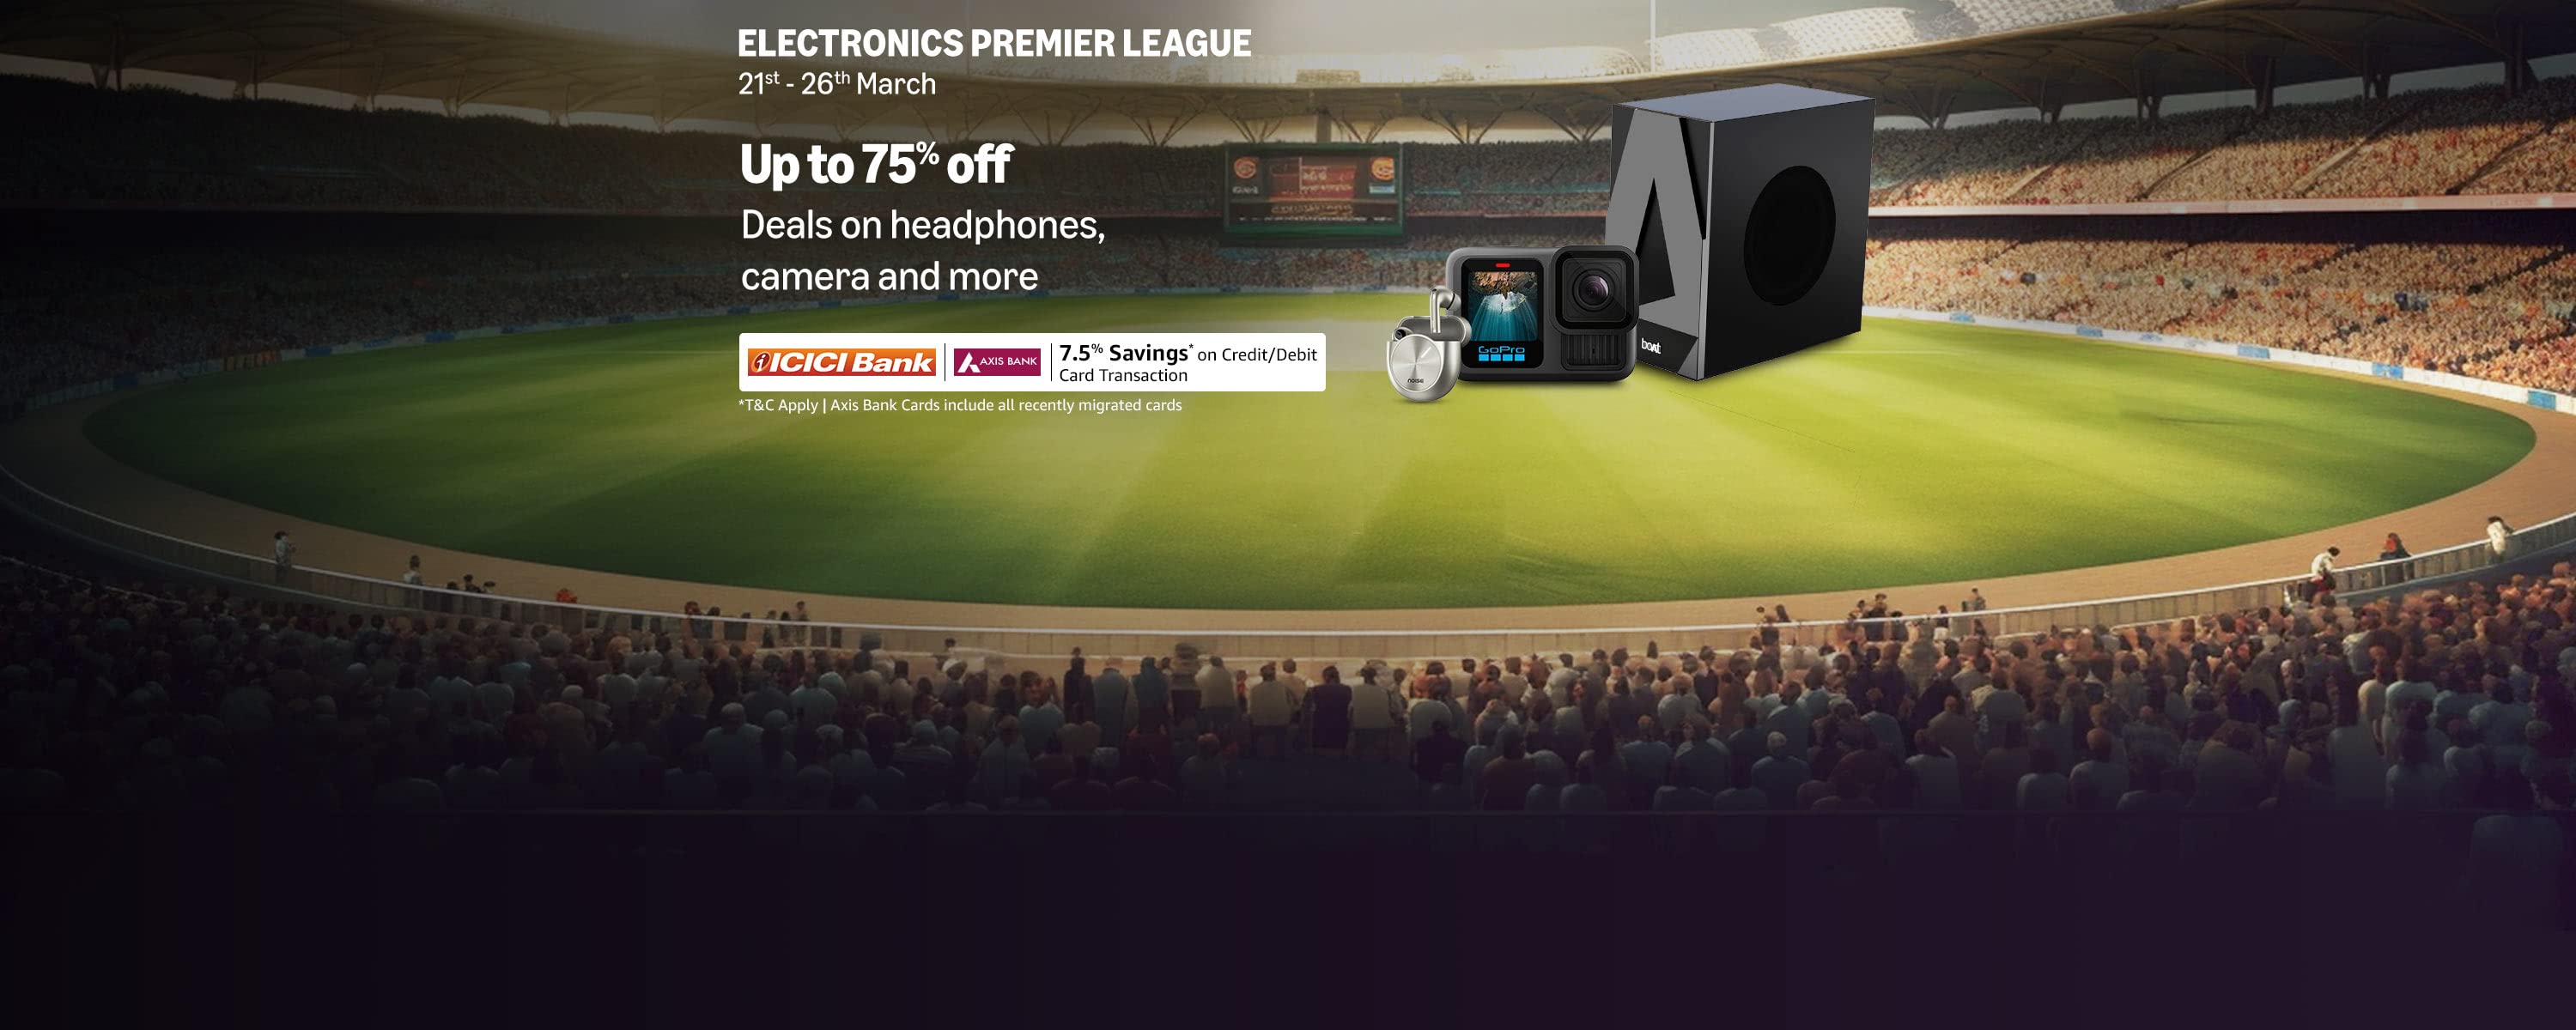 ELECTRONICS PREMIER LEAGUE
21st - 26th March
Up to 75% off
Deals on headphones,
camera and more
ICICI Bank
AXIS BANK
7.5% Savings* on Credit/Debit
Card Transaction
*T&C Apply | Axis Bank Cards include all recently migrated cards
GoPro
noise
boAt